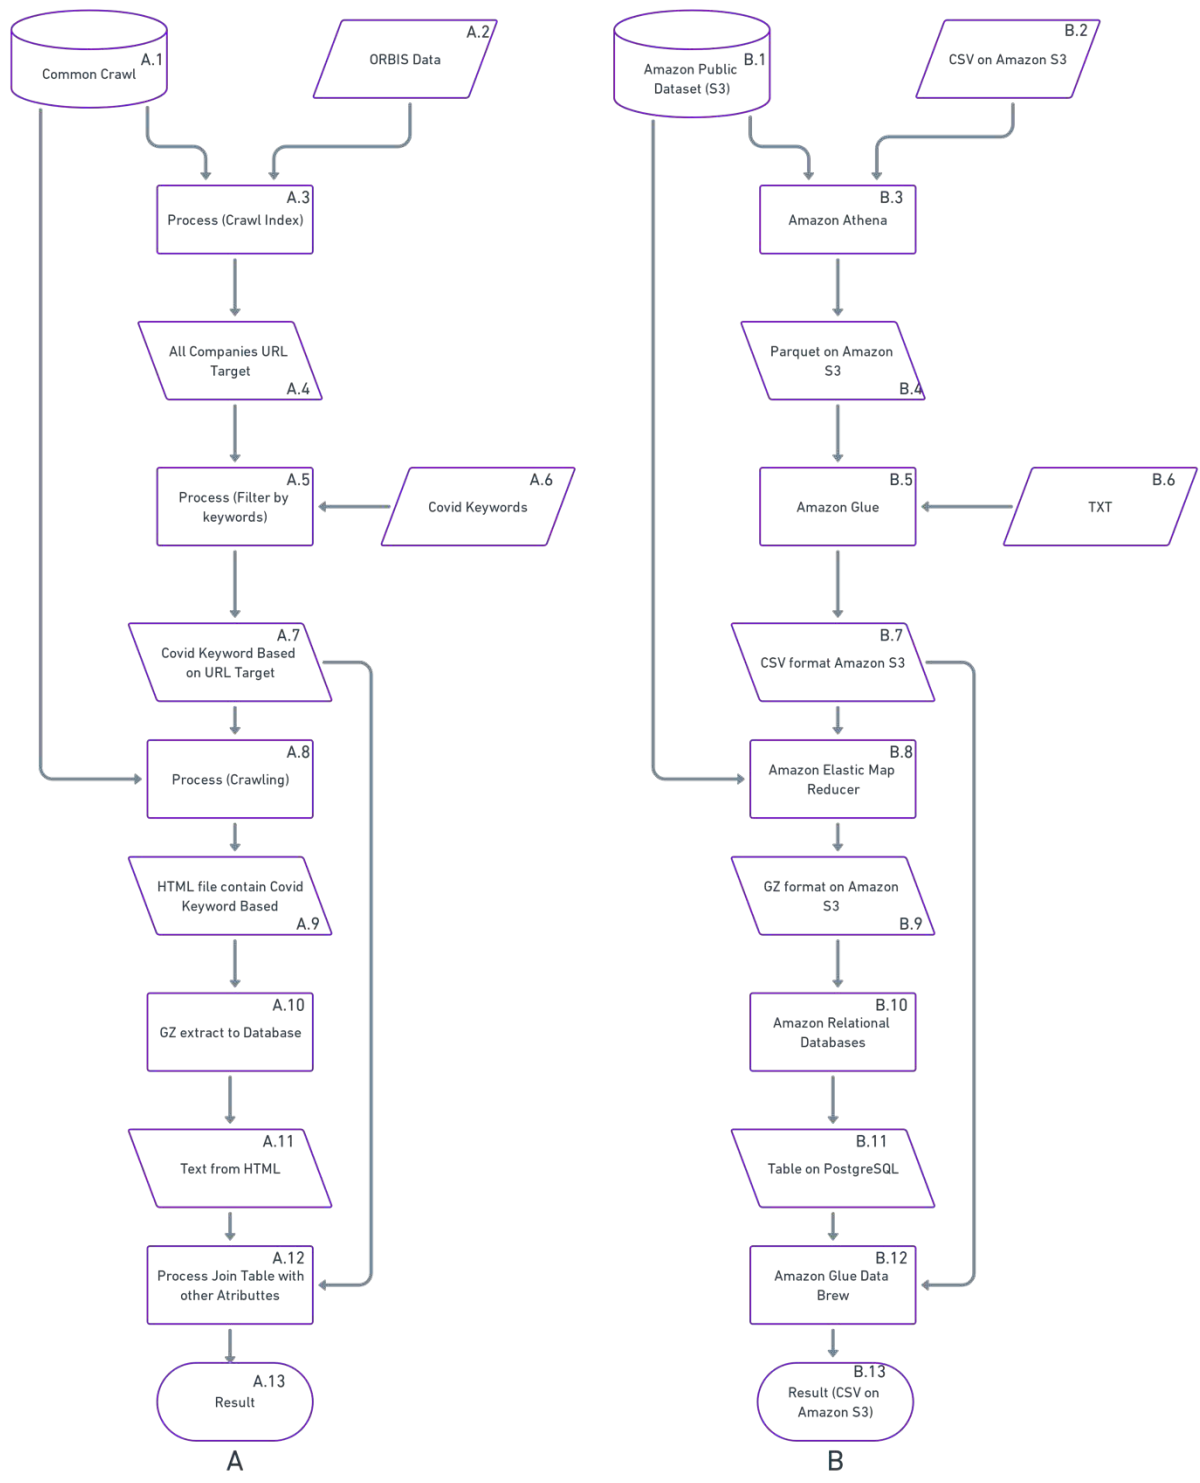 A.1
Common Crawl
A.2
ORBIS Data
A.3
Process (Crawl Index)
All Companies URL
Target
A.4
A.5
Process (Filter by
keywords)
A.6
Covid Keywords
A.7
Covid Keyword Based
on URL Target
A.8
Process (Crawling)
HTML file contain Covid
Keyword Based
A.9
A.10
GZ extract to Database
A.11
Text from HTML
A.12
Process Join Table with
other Atributtes
A.13
Result
A
B.1
Amazon Public
Dataset (S3)
B.2
CSV on Amazon S3
B.3
Amazon Athena
Parquet on Amazon
S3
B.4
B.5
Amazon Glue
B.6
TXT
B.7
CSV format Amazon S3
B.8
Amazon Elastic Map
Reducer
GZ format on Amazon
S3
B.9
B.10
Amazon Relational
Databases
B.11
Table on PostgreSQL
B.12
Amazon Glue Data
Brew
B.13
Result (CSV on
Amazon S3)
B